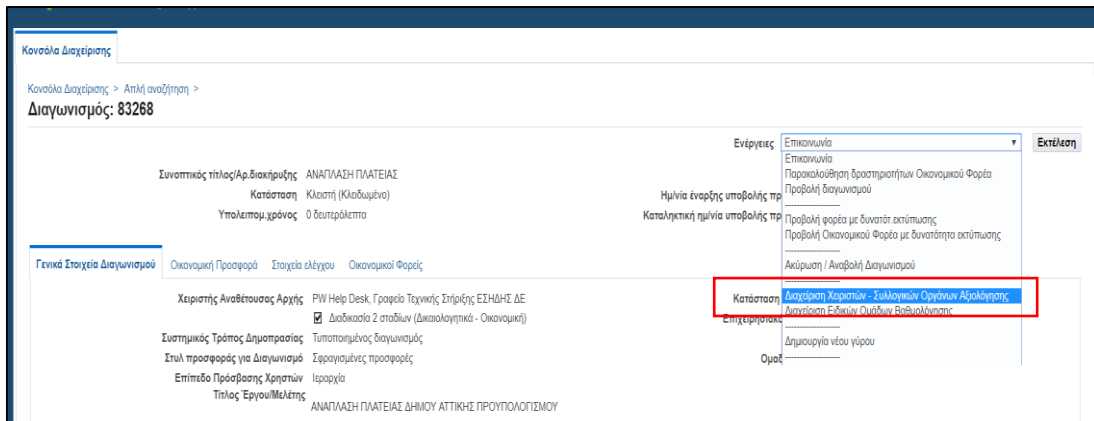 Κονσόλα Διαχείρισης
Κονσόλα Διαχείρισης > Απλή αναζήτηση >
Διαγωνισμός: 83268
Ενέργειες Επικοινωνία Εκτέλεση
Επικοινωνία
Παρακολούθηση δραστηριοτήτων Οικονομικού Φορέα
Προβολή διαγωνισμού
--------------------
Προβολή φορέα με δυνατότ.εκτύπωσης
Προβολή Οικονομικού Φορέα με δυνατότητα εκτύπωσης
--------------------
Ακύρωση / Αναβολή Διαγωνισμού
--------------------
Διαχείριση Χειριστών - Συλλογικών Οργάνων Αξιολόγησης
Διαχείριση Ειδικών Ομάδων Βαθμολόγησης
--------------------
Δημιουργία νέου γύρου
--------------------
Συνοπτικός τίτλος/Αρ.διακήρυξης ΑΝΑΠΛΑΣΗ ΠΛΑΤΕΙΑΣ
Κατάσταση Κλειστή (Κλειδωμένο)
Ημ/νία έναρξης υποβολής πρ
Υπολειπομ.χρόνος 0 δευτερόλεπτα
Καταληκτική ημ/νία υποβολής πρ
Γενικά Στοιχεία Διαγωνισμού Οικονομική Προσφορά Στοιχεία ελέγχου Οικονομικοί Φορείς
Χειριστής Αναθέτουσας Αρχής PW Help Desk, Γραφείο Τεχνικής Στήριξης ΕΣΗΔΗΣ ΔΕ
Κατάσταση
Διαδικασία 2 σταδίων (Δικαιολογητικά - Οικονομική)
Επιχειρησιακό
Συστημικός Τρόπος Δημοπρασίας Τυποποιημένος διαγωνισμός
Στυλ προσφοράς για Διαγωνισμό Σφραγισμένες προσφορές
Ομαδ
Επίπεδο Πρόσβασης Χρηστών Ιεραρχία
Τίτλος Έργου/Μελέτης
ΑΝΑΠΛΑΣΗ ΠΛΑΤΕΙΑΣ ΔΗΜΟΥ ΑΤΤΙΚΗΣ ΠΡΟΥΠΟΛΟΓΙΣΜΟΥ